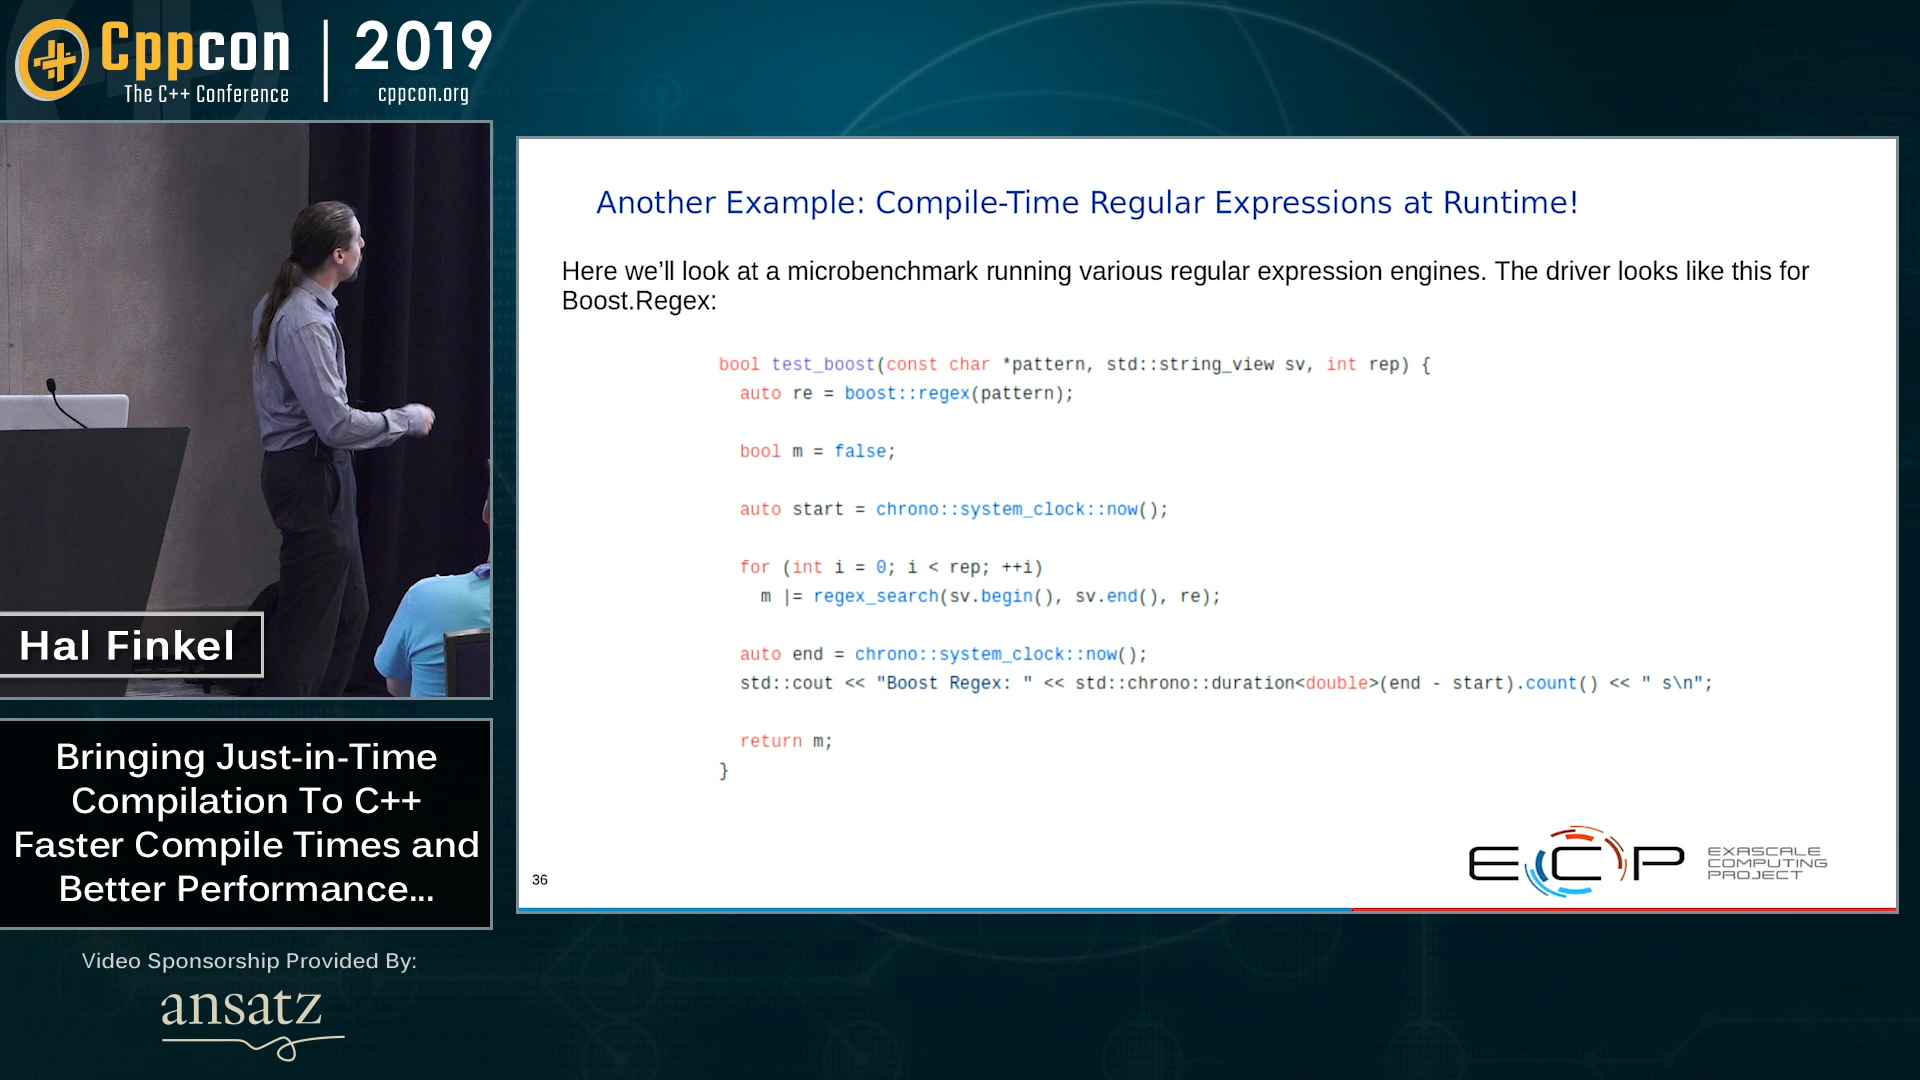 Cppcon | 2019
The C++ Conference
cppcon.org
Another Example: Compile-Time Regular Expressions at Runtime!
Here we’ll look at a microbenchmark running various regular expression engines. The driver looks like this for
Boost.Regex:
bool test_boost(const char *pattern, std::string_view sv, int rep) {
  auto re = boost::regex(pattern);
  bool m = false;
  auto start = chrono::system_clock::now();
  for (int i = 0; i < rep; ++i)
    m |= regex_search(sv.begin(), sv.end(), re);
  auto end = chrono::system_clock::now();
  std::cout << "Boost Regex: " << std::chrono::duration<double>(end - start).count() << " s\n";
  return m;
}
36
ECP
EXASCALE
COMPUTING
PROJECT
Hal Finkel
Bringing Just-in-Time
Compilation To C++
Faster Compile Times and
Better Performance...
Video Sponsorship Provided By:
ansatz